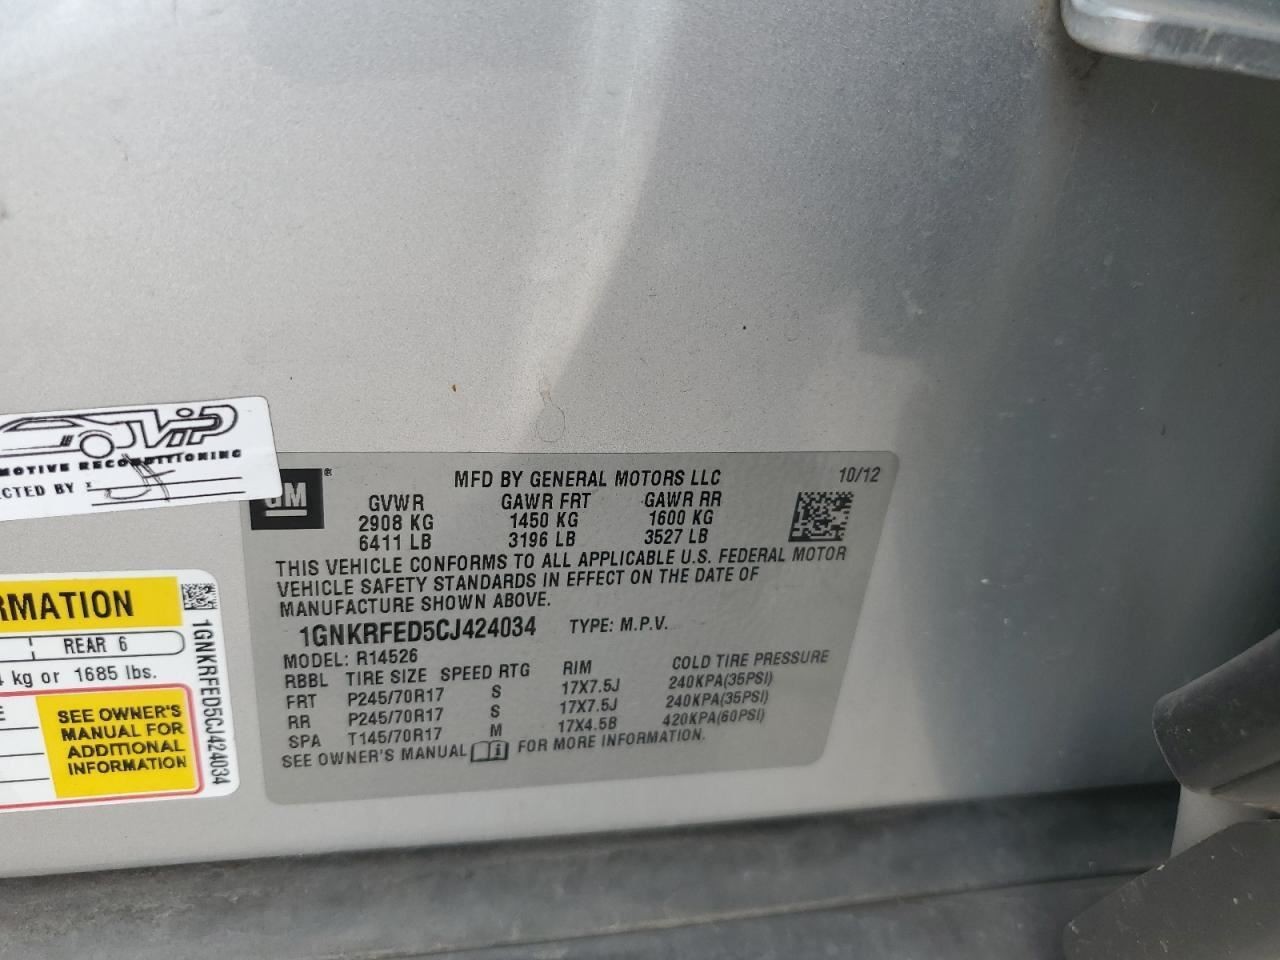 VIP
MOTIVE RECONDITIONING
CTED BY x
GM®
MFD BY GENERAL MOTORS LLC 10/12
GVWR GAWR FRT GAWR RR
2908 KG 1450 KG 1600 KG
6411 LB 3196 LB 3527 LB
THIS VEHICLE CONFORMS TO ALL APPLICABLE U.S. FEDERAL MOTOR
VEHICLE SAFETY STANDARDS IN EFFECT ON THE DATE OF
MANUFACTURE SHOWN ABOVE.
1GNKRFED5CJ424034 TYPE: M.P.V.
MODEL: R14526
RBBL TIRE SIZE SPEED RTG RIM COLD TIRE PRESSURE
FRT P245/70R17 S 17X7.5J 240KPA(35PSI)
RR P245/70R17 S 17X7.5J 240KPA(35PSI)
SPA T145/70R17 M 17X4.5B 420KPA(60PSI)
SEE OWNER'S MANUAL FOR MORE INFORMATION.
RMATION
REAR 6
4 kg or 1685 lbs.
E
SEE OWNER'S
MANUAL FOR
ADDITIONAL
INFORMATION
1GNKRFED5CJ424034